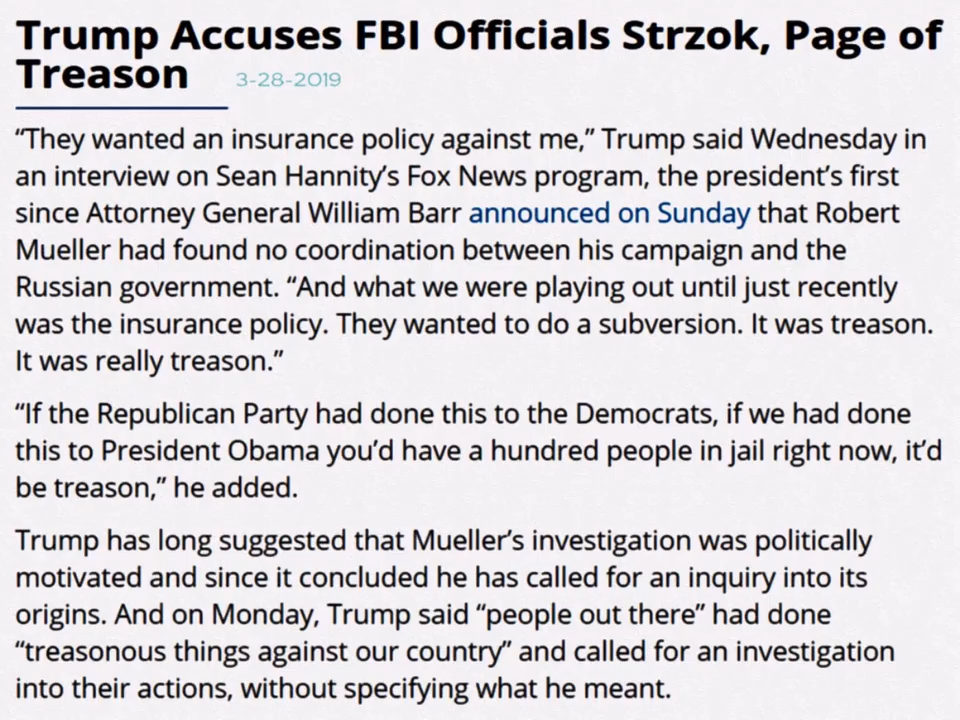 Trump Accuses FBI Officials Strzok, Page of
Treason 3-28-2019
“They wanted an insurance policy against me,” Trump said Wednesday in
an interview on Sean Hannity’s Fox News program, the president’s first
since Attorney General William Barr announced on Sunday that Robert
Mueller had found no coordination between his campaign and the
Russian government. “And what we were playing out until just recently
was the insurance policy. They wanted to do a subversion. It was treason.
It was really treason.”
“If the Republican Party had done this to the Democrats, if we had done
this to President Obama you’d have a hundred people in jail right now, it’d
be treason,” he added.
Trump has long suggested that Mueller’s investigation was politically
motivated and since it concluded he has called for an inquiry into its
origins. And on Monday, Trump said “people out there” had done
“treasonous things against our country” and called for an investigation
into their actions, without specifying what he meant.